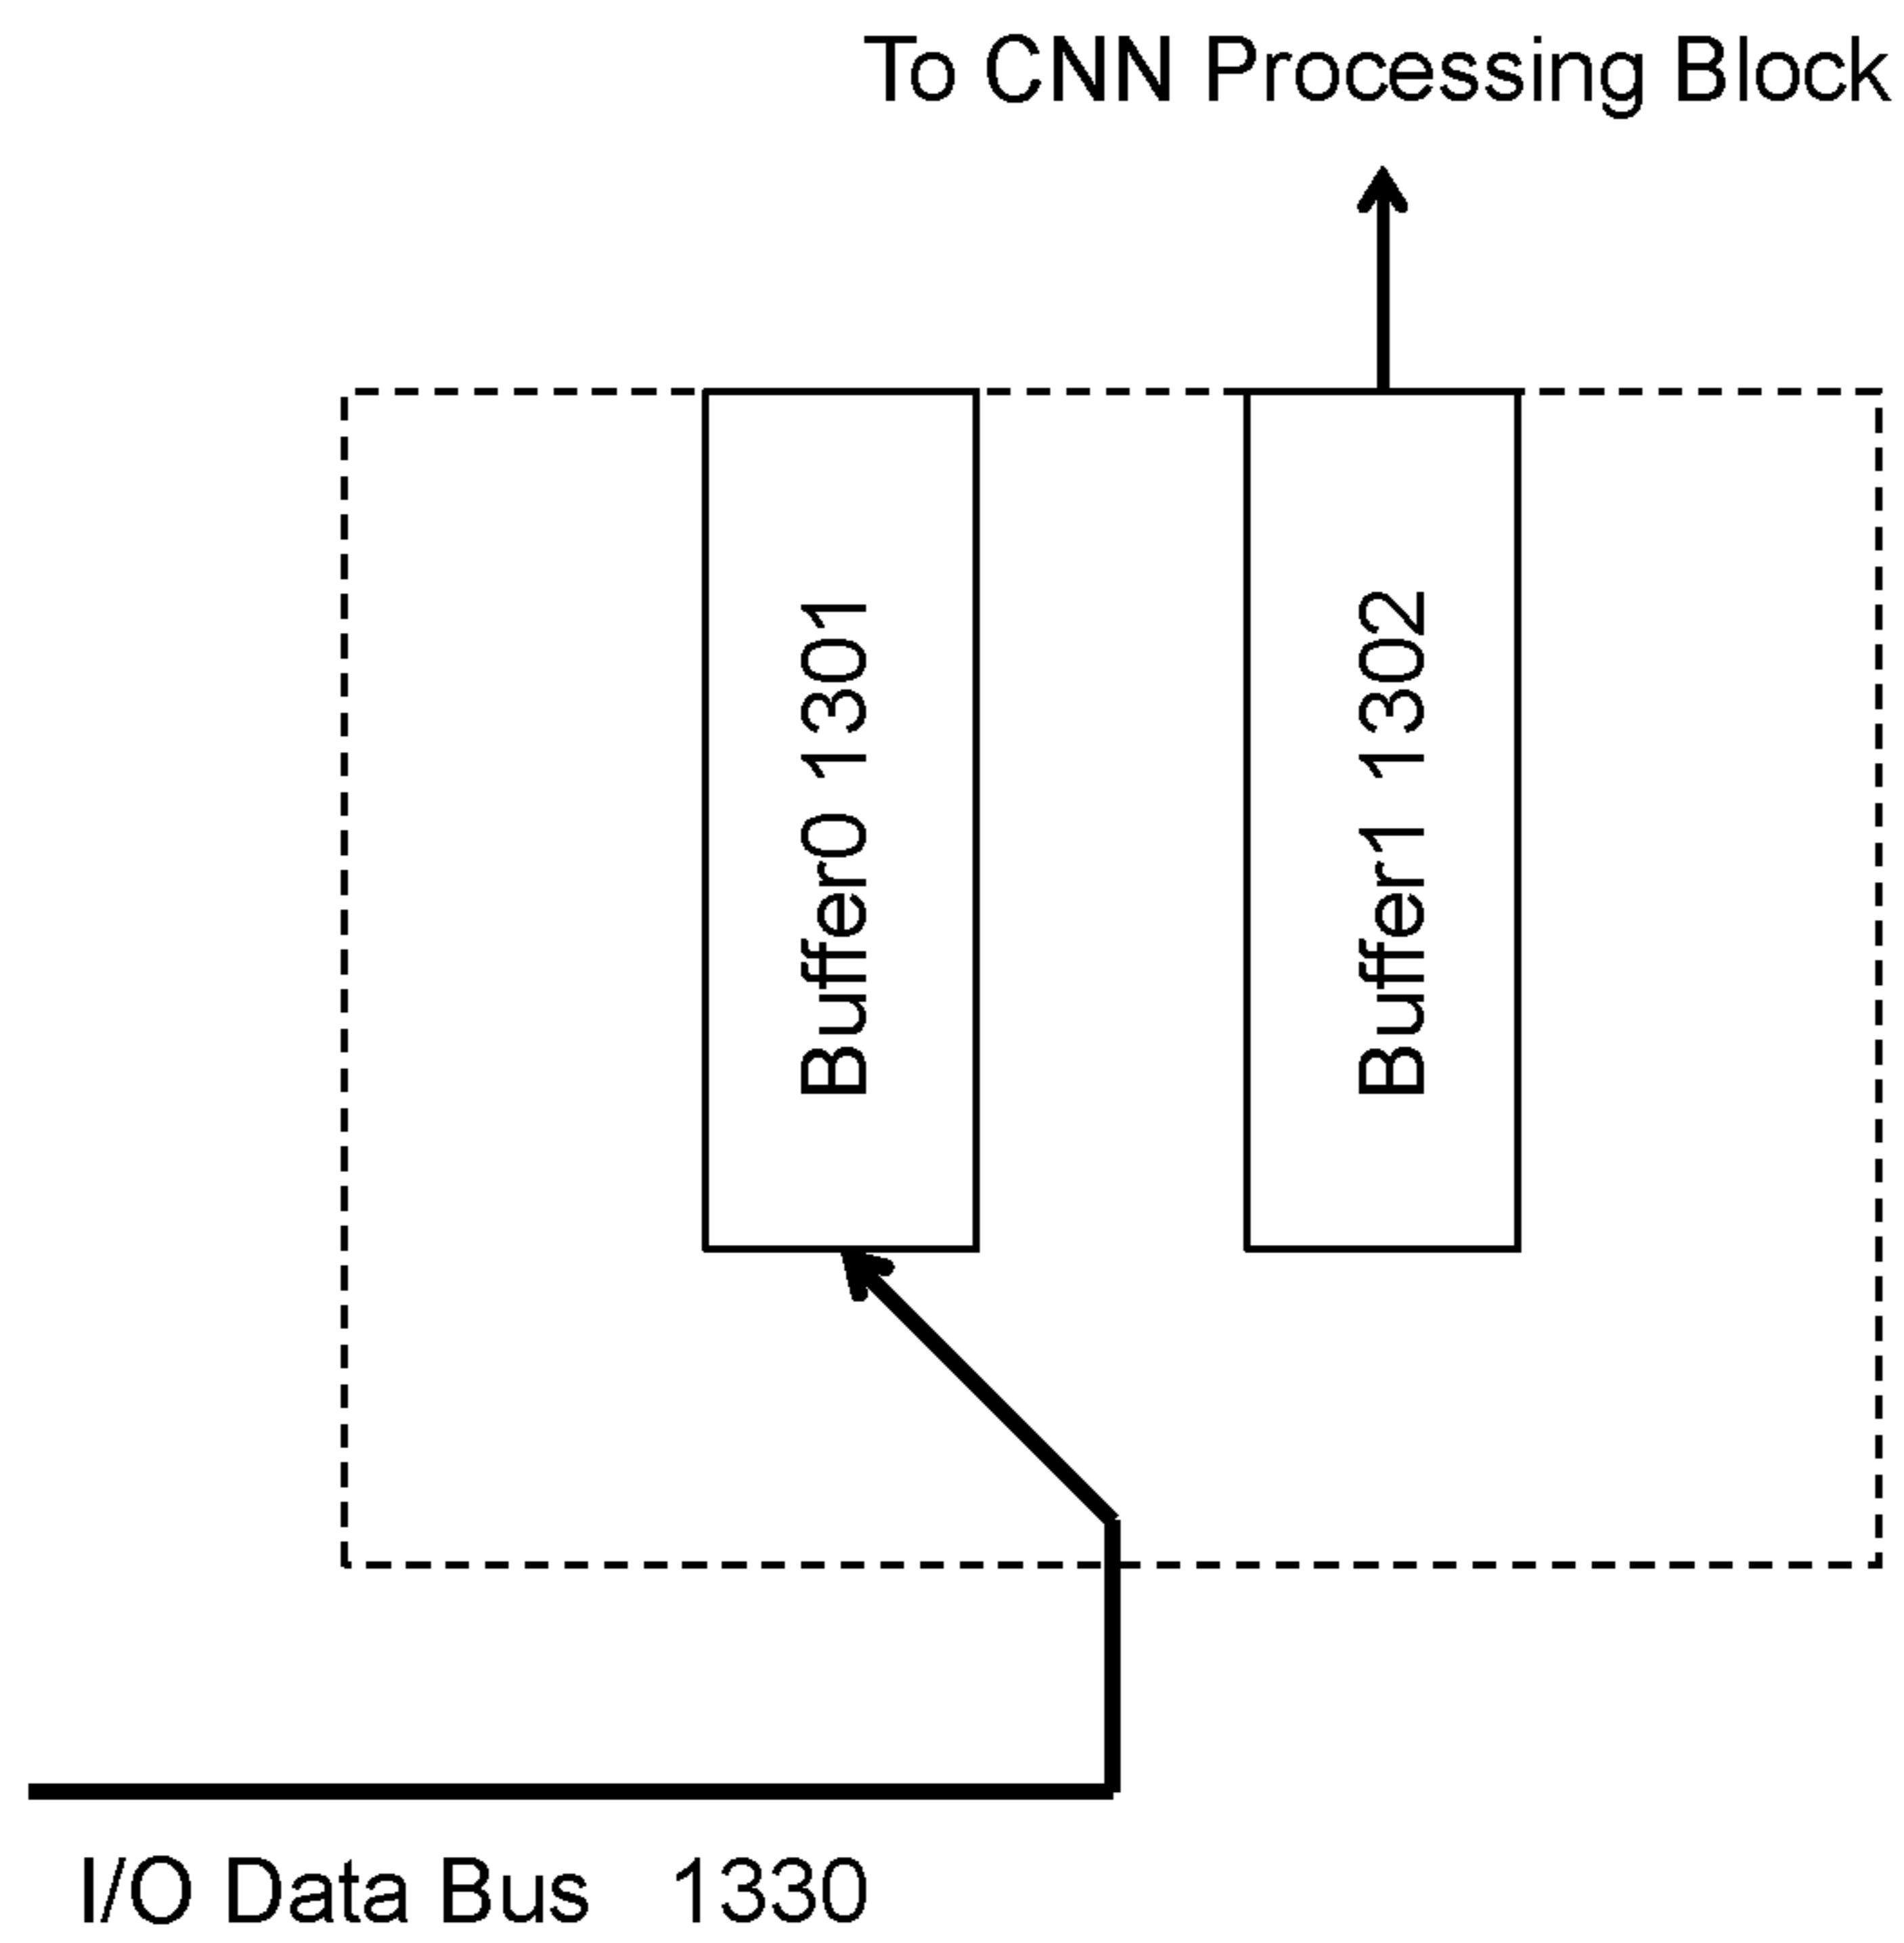 To CNN Processing Block
Buffer0 1301
Buffer1 1302
I/O Data Bus 1330